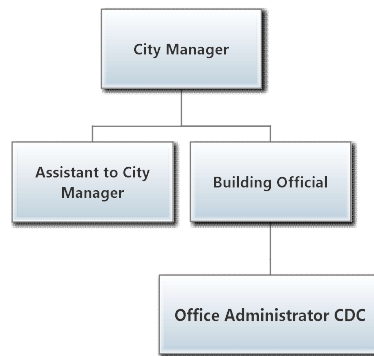 City Manager
Assistant to City
Manager
Building Official
Office Administrator CDC